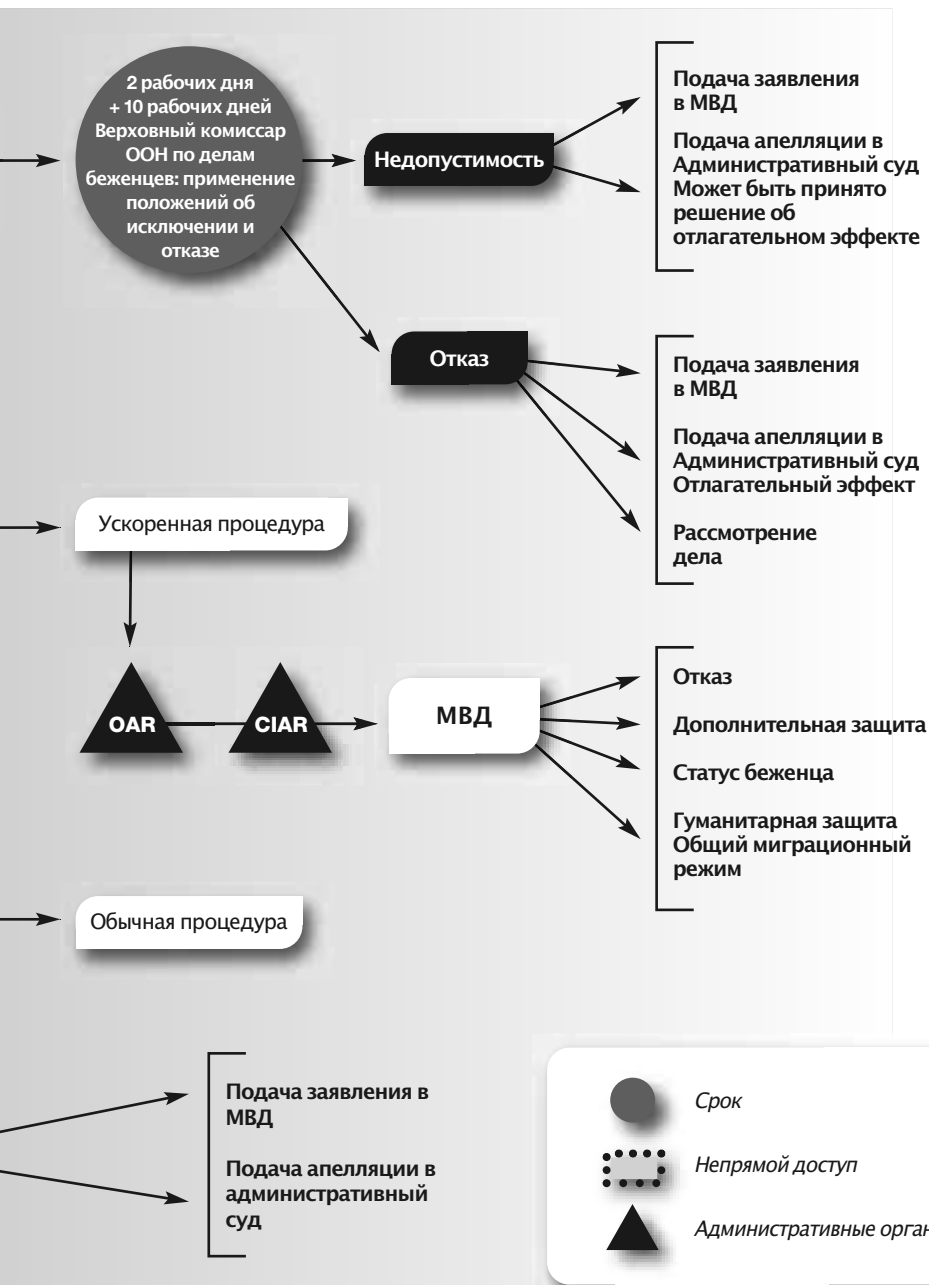 2 рабочих дня
+ 10 рабочих дней
Верховный комиссар
ООН по делам
беженцев: применение
положений об
исключении и
отказе
Недопустимость
Подача заявления
в МВД
Подача апелляции в
Административный суд
Может быть принято
решение об
отлагательном эффекте
Отказ
Подача заявления
в МВД
Подача апелляции в
Административный суд
Отлагательный эффект
Рассмотрение
дела
Ускоренная процедура
OAR
CIAR
МВД
Отказ
Дополнительная защита
Статус беженца
Гуманитарная защита
Общий миграционный
режим
Обычная процедура
Подача заявления в
МВД
Подача апелляции в
административный
суд
Срок
Непрямой доступ
Административные орган